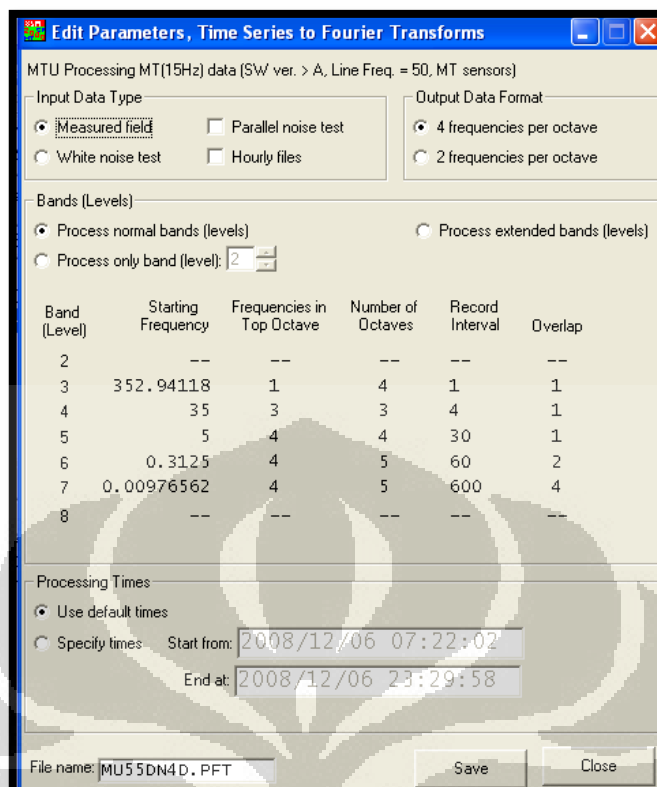 Edit Parameters, Time Series to Fourier Transforms
MTU Processing MT(15Hz) data (SW ver. > A, Line Freq. = 50, MT sensors)
Input Data Type
Measured field
Parallel noise test
White noise test
Hourly files
Output Data Format
4 frequencies per octave
2 frequencies per octave
Bands (Levels)
Process normal bands (levels)
Process extended bands (levels)
Process only band (level): 2
Band (Level) Starting Frequency Frequencies in Top Octave Number of Octaves Record Interval Overlap
2 -- -- -- -- --
3 352.94118 1 4 1 1
4 35 3 3 4 1
5 5 4 4 30 1
6 0.3125 4 5 60 2
7 0.00976562 4 5 600 4
8 -- -- -- -- --
Processing Times
Use default times
Specify times Start from: 2008/12/06 07:22:02
End at: 2008/12/06 23:29:58
File name: MU55DN4D.PFT Save Close